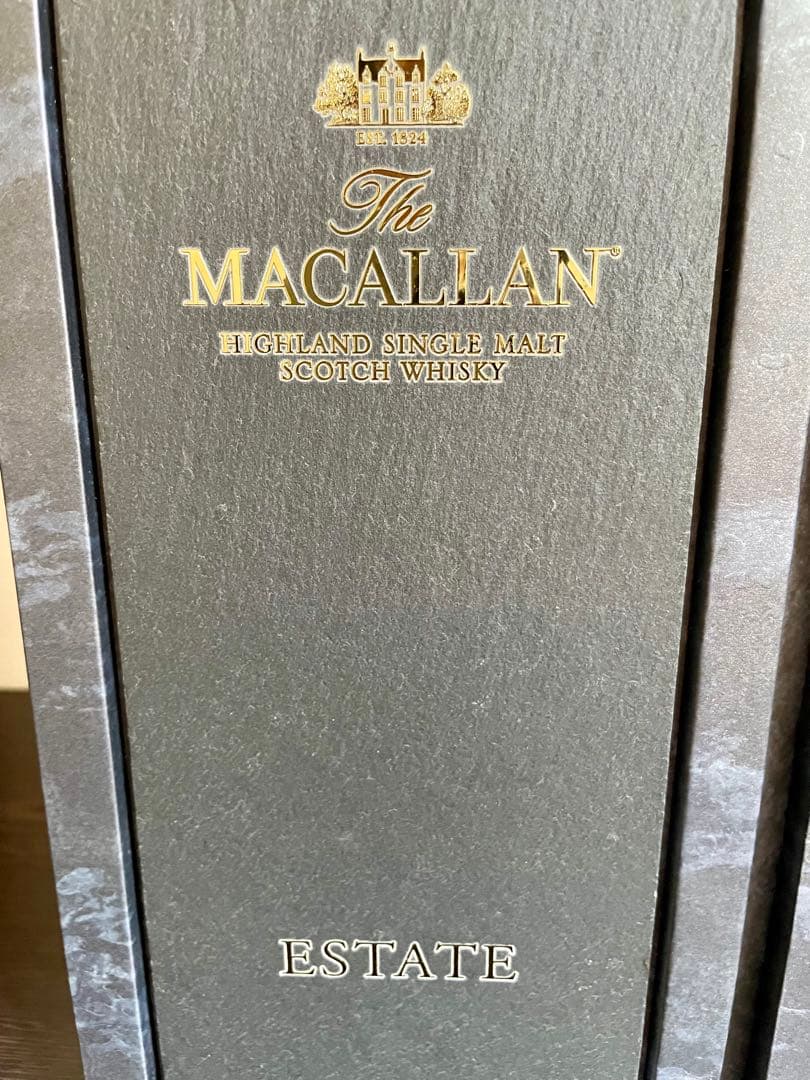 EST. 1824
The
MACALLAN®
HIGHLAND SINGLE MALT
SCOTCH WHISKY
ESTATE